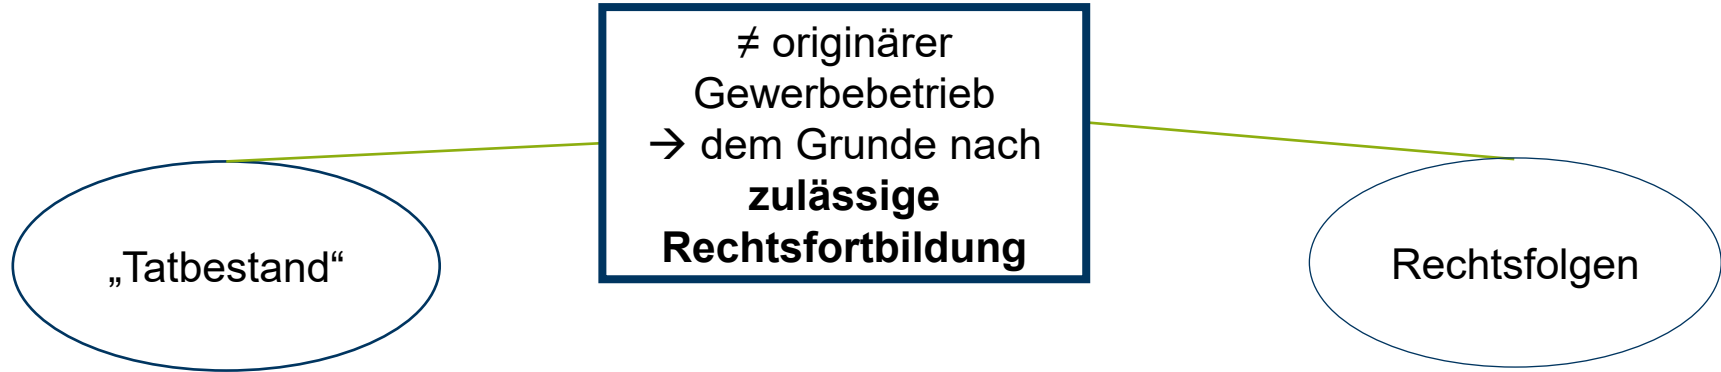 ≠ originärer
Gewerbebetrieb
→ dem Grunde nach
zulässige
Rechtsfortbildung
„Tatbestand“
Rechtsfolgen